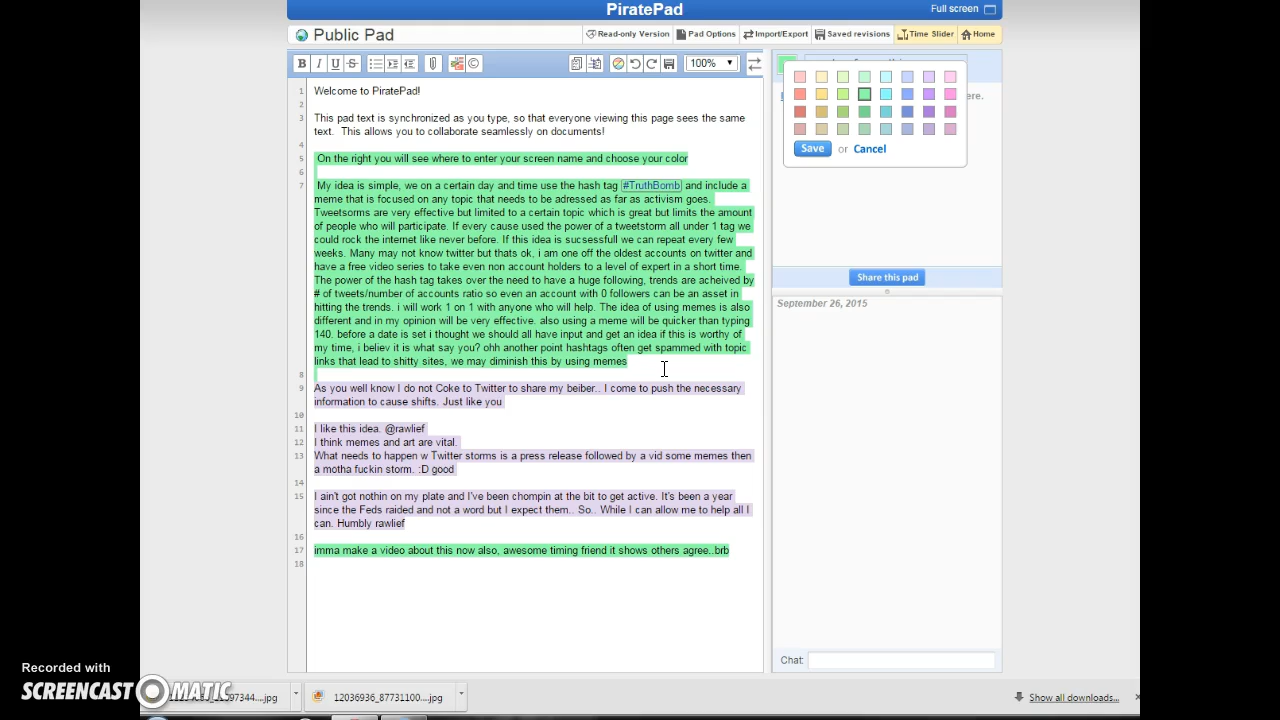 PiratePad
Full screen
Public Pad
Read-only Version
Pad Options
Import/Export
Saved revisions
Time Slider
Home
B I U S
100%
1 Welcome to PiratePad!
2
3 This pad text is synchronized as you type, so that everyone viewing this page sees the same
text. This allows you to collaborate seamlessly on documents!
4
5 On the right you will see where to enter your screen name and choose your color
6
7 My idea is simple, we on a certain day and time use the hash tag #TruthBomb and include a
meme that is focused on any topic that needs to be adressed as far as activism goes.
Tweetsorms are very effective but limited to a certain topic which is great but limits the amount
of people who will participate. If every cause used the power of a tweetstorm all under 1 tag we
could rock the internet like never before. If this idea is sucsessfull we can repeat every few
weeks. Many may not know twitter but thats ok, i am one off the oldest accounts on twitter and
have a free video series to take even non account holders to a level of expert in a short time.
The power of the hash tag takes over the need to have a huge following, trends are acheived by
# of tweets/number of accounts ratio so even an account with 0 followers can be an asset in
hitting the trends. i will work 1 on 1 with anyone who will help. The idea of using memes is also
different and in my opinion will be very effective. also using a meme will be quicker than typing
140. before a date is set i thought we should all have input and get an idea if this is worthy of
my time, i believ it is what say you? ohh another point hashtags often get spammed with topic
links that lead to shitty sites, we may diminish this by using memes
8
9 As you well know I do not Coke to Twitter to share my beiber.. I come to push the necessary
information to cause shifts. Just like you
10
11 I like this idea. @rawlief
12 I think memes and art are vital.
13 What needs to happen w Twitter storms is a press release followed by a vid some memes then
a motha fuckin storm. :D good
14
15 I ain't got nothin on my plate and I've been chompin at the bit to get active. It's been a year
since the Feds raided and not a word but I expect them.. So.. While I can allow me to help all I
can. Humbly rawlief
16
17 imma make a video about this now also, awesome timing friend it shows others agree..brb
18
ere.
Save or Cancel
Share this pad
September 26, 2015
Chat:
Recorded with
SCREENCAST-O-MATIC
12036936_87731100....jpg
Show all downloads...